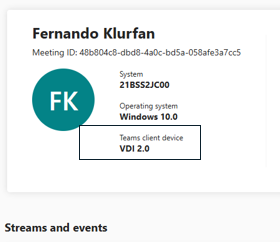 Fernando Klurfan
Meeting ID: 48b804c8-dbd8-4a0c-bd5a-058afe3a7cc5
FK
System
21BSS2JC00
Operating system
Windows 10.0
Teams client device
VDI 2.0
Streams and events